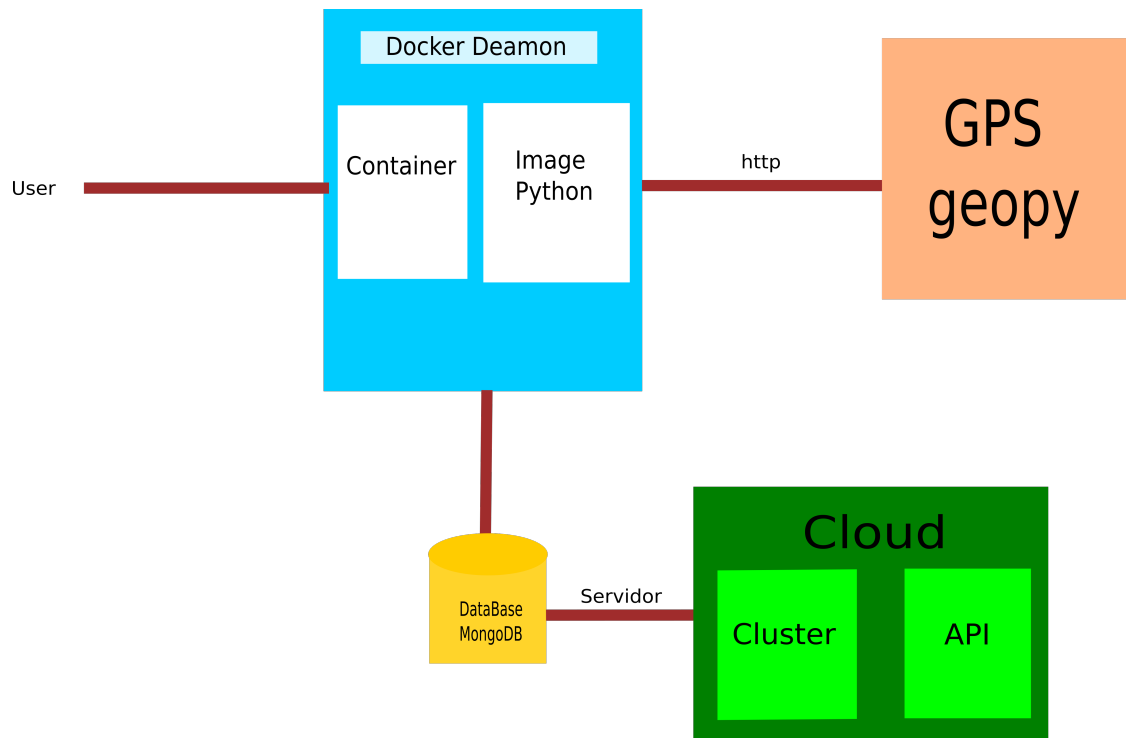 Docker Deamon
Container
Image
Python
User
http
GPS
geopy
DataBase
MongoDB
Servidor
Cloud
Cluster
API